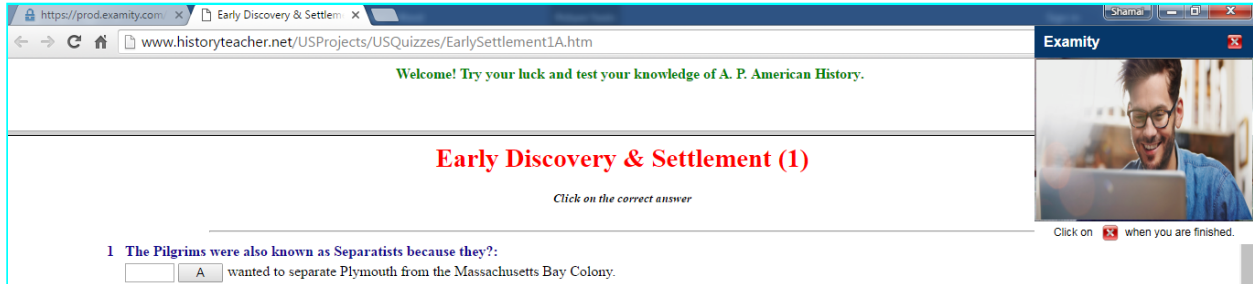 https://prod.examity.com/
Early Discovery & Settlem
Shamal
www.historyteacher.net/USProjects/USQuizzes/EarlySettlement1A.htm
Examity
Welcome! Try your luck and test your knowledge of A. P. American History.
Early Discovery & Settlement (1)
Click on the correct answer
Click on when you are finished.
1 The Pilgrims were also known as Separatists because they?:
A wanted to separate Plymouth from the Massachusetts Bay Colony.